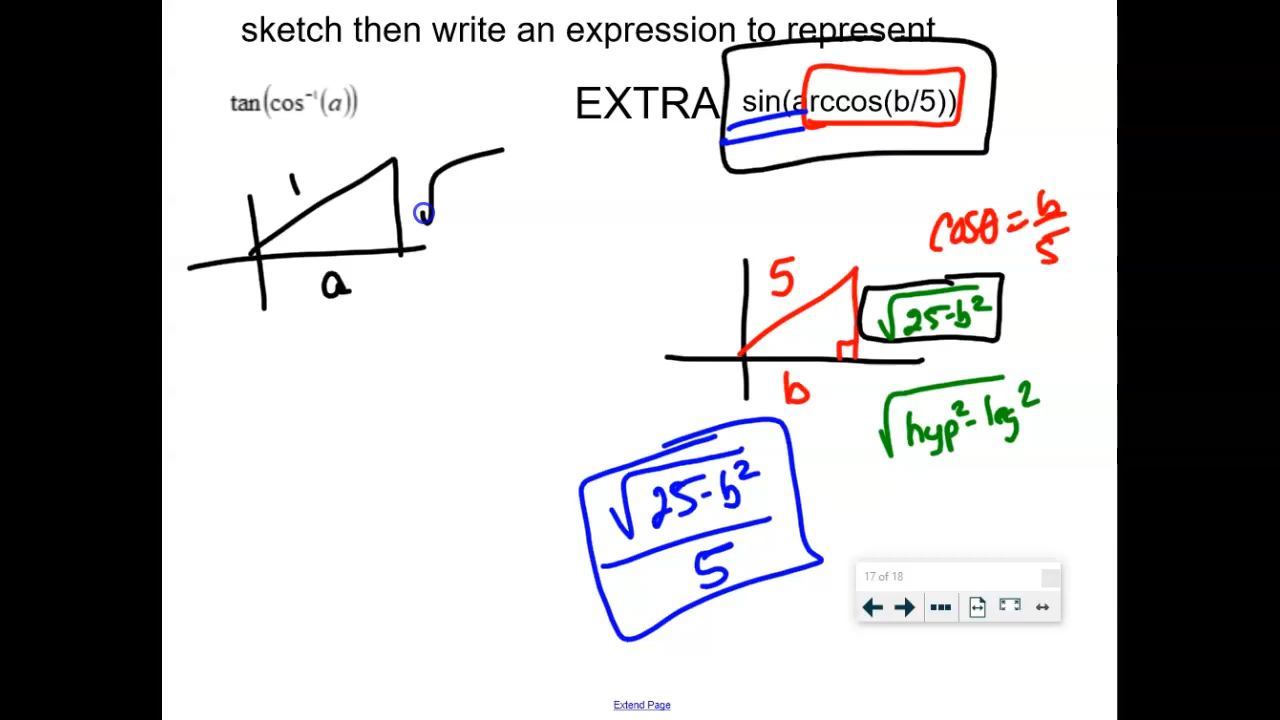 sketch then write an expression to represent
tan(cos⁻¹(a))
EXTRA sin(arccos(b/5))
1
√
a
cosθ = b/5
5
√25-b²
b
√hyp²-leg²
√25-b²
5
17 of 18
Extend Page